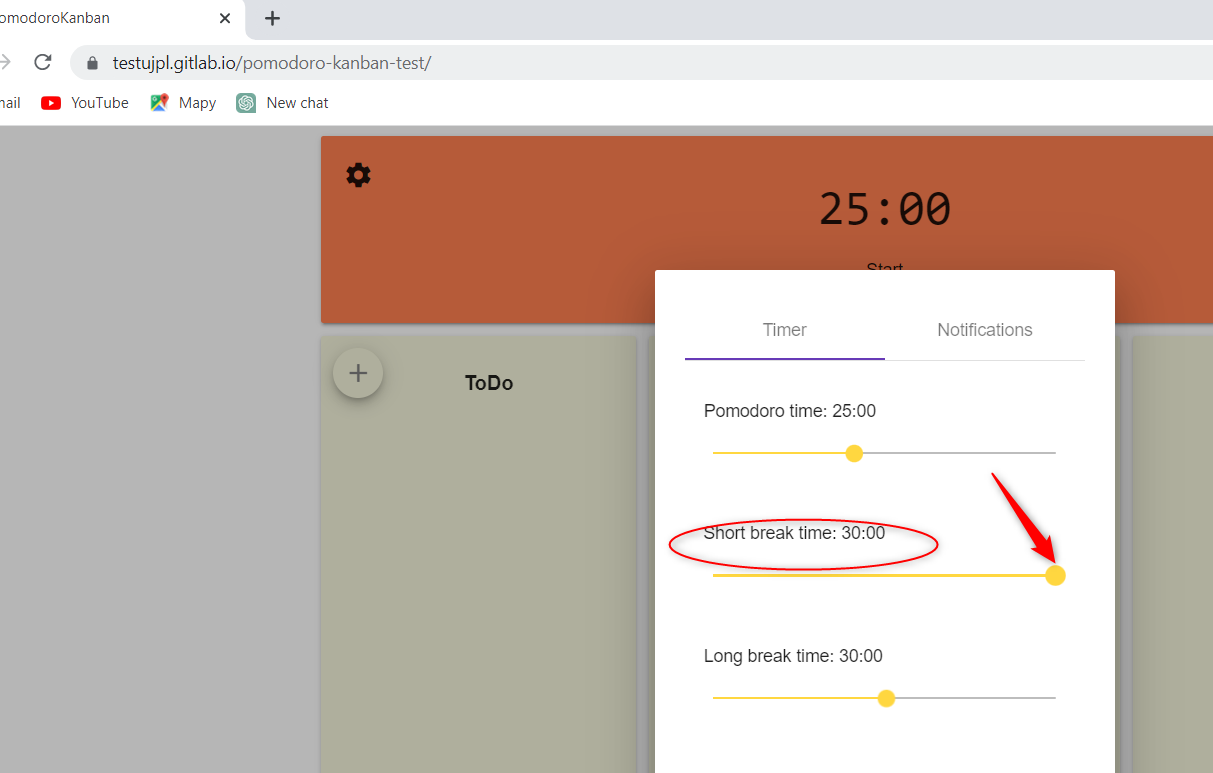 omodoroKanban
testujpl.gitlab.io/pomodoro-kanban-test/
nail YouTube Mapy New chat
25:00
Start
Timer Notifications
ToDo
Pomodoro time: 25:00
Short break time: 30:00
Long break time: 30:00